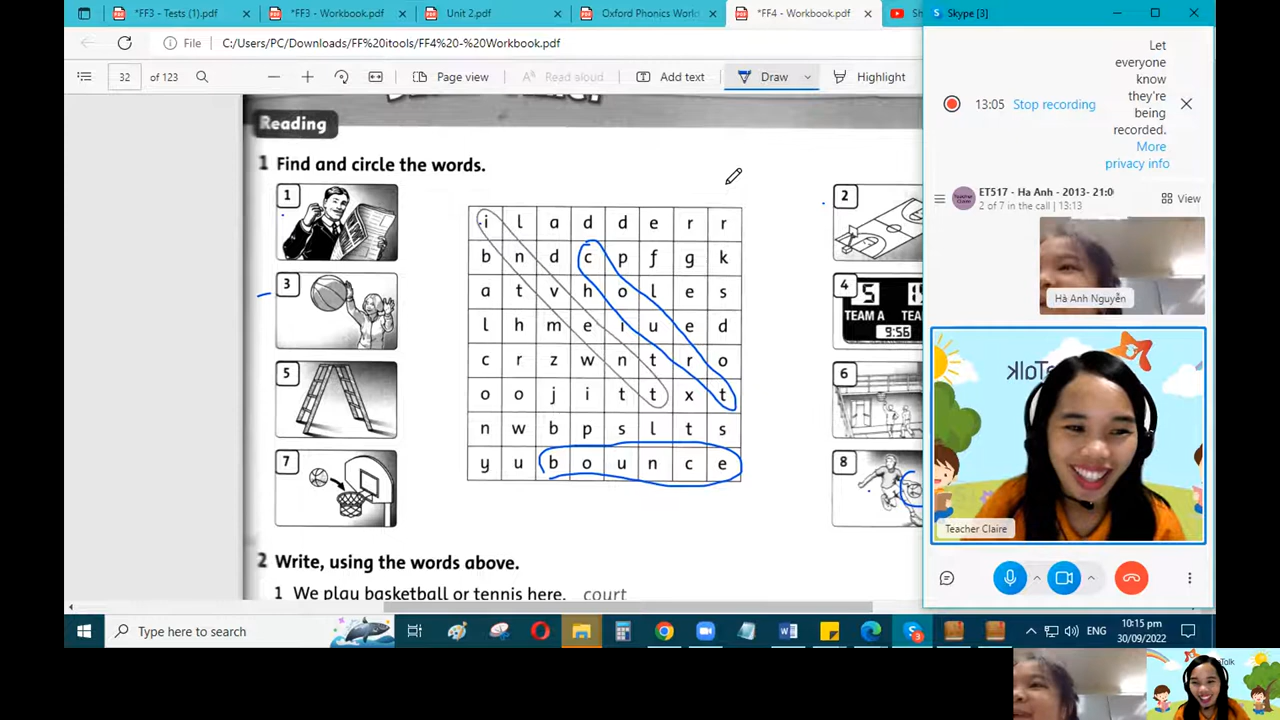 *FF3 - Tests (1).pdf
*FF3 - Workbook.pdf
Unit 2.pdf
Oxford Phonics Worl
*FF4 - Workbook.pdf
Skype [3]
File
C:/Users/PC/Downloads/FF%20itools/FF4%20-%20Workbook.pdf
32
of 123
Page view
Read aloud
Add text
Draw
Highlight
Let
everyone
know
they're
being
recorded.
More
privacy info
13:05
Stop recording
ET517 - Ha Anh - 2013- 21:0
2 of 7 in the call | 13:13
View
Hà Anh Nguyễn
Teacher Claire
Reading
1 Find and circle the words.
1
2
3
4
5
6
7
8
TEAM A
9:56
i l a d d e r r
b n d c p f g k
a t v h o l e s
l h m e i u e d
c r z w n t r o
o o j i t t x t
n w b p s l t s
y u b o u n c e
2 Write, using the words above.
1 We play basketball or tennis here. court
Type here to search
ENG
10:15 pm
30/09/2022